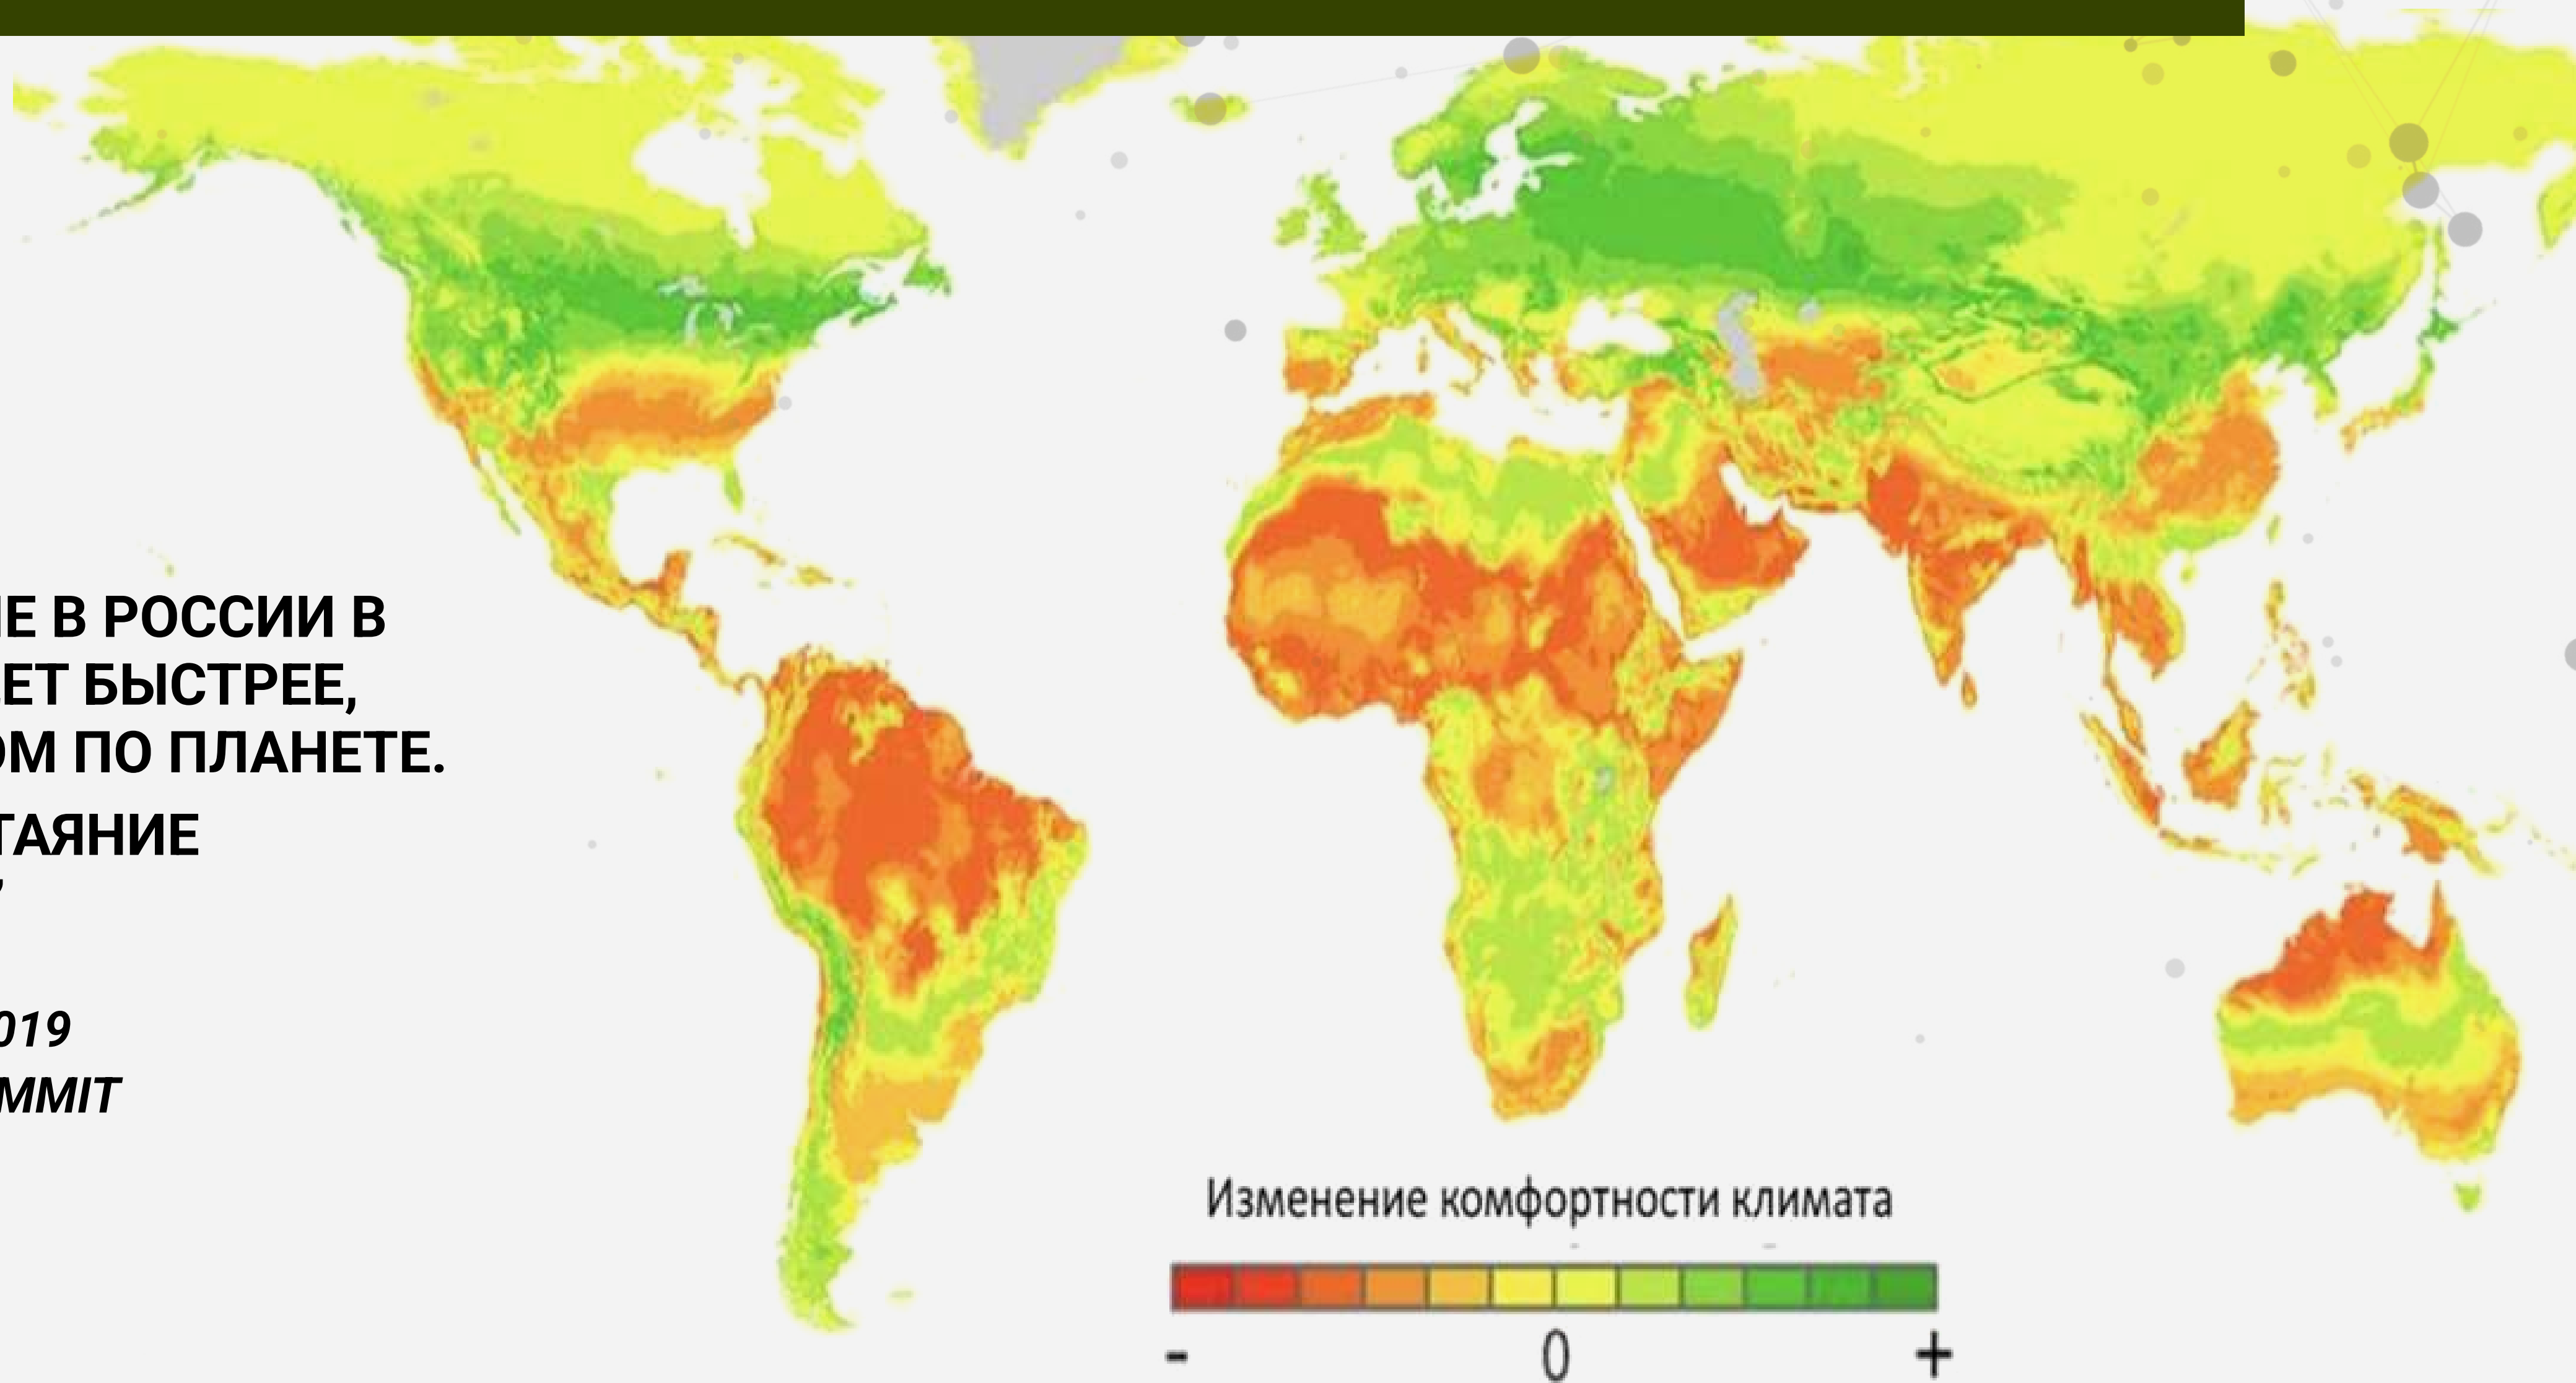 Е В РОССИИ В
ЕТ БЫСТРЕЕ,
ОМ ПО ПЛАНЕТЕ.
ТАЯНИЕ
019
MMIT
Изменение комфортности климата
- 0 +